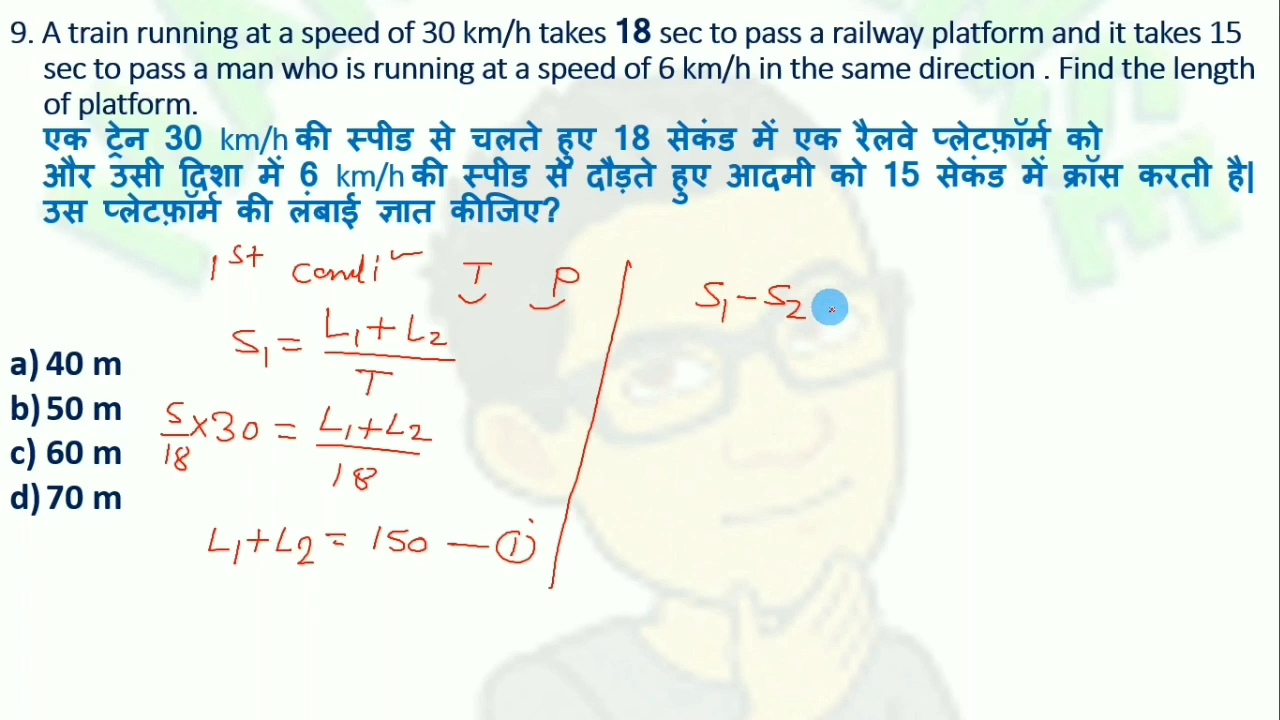 9. A train running at a speed of 30 km/h takes 18 sec to pass a railway platform and it takes 15
sec to pass a man who is running at a speed of 6 km/h in the same direction . Find the length
of platform.
एक ट्रेन 30 km/h की स्पीड से चलते हुए 18 सेकंड में एक रैलवे प्लेटफ़ॉर्म को
और उसी दिशा में 6 km/h की स्पीड से दौड़ते हुए आदमी को 15 सेकंड में क्रॉस करती है|
उस प्लेटफ़ॉर्म की लंबाई ज्ञात कीजिए?
1st condi T P
S₁ = L₁+L₂ / T
5/18 ×30 = L₁+L₂ / 18
L₁+L₂ = 150 — (i)
S₁-S₂
a) 40 m
b) 50 m
c) 60 m
d) 70 m